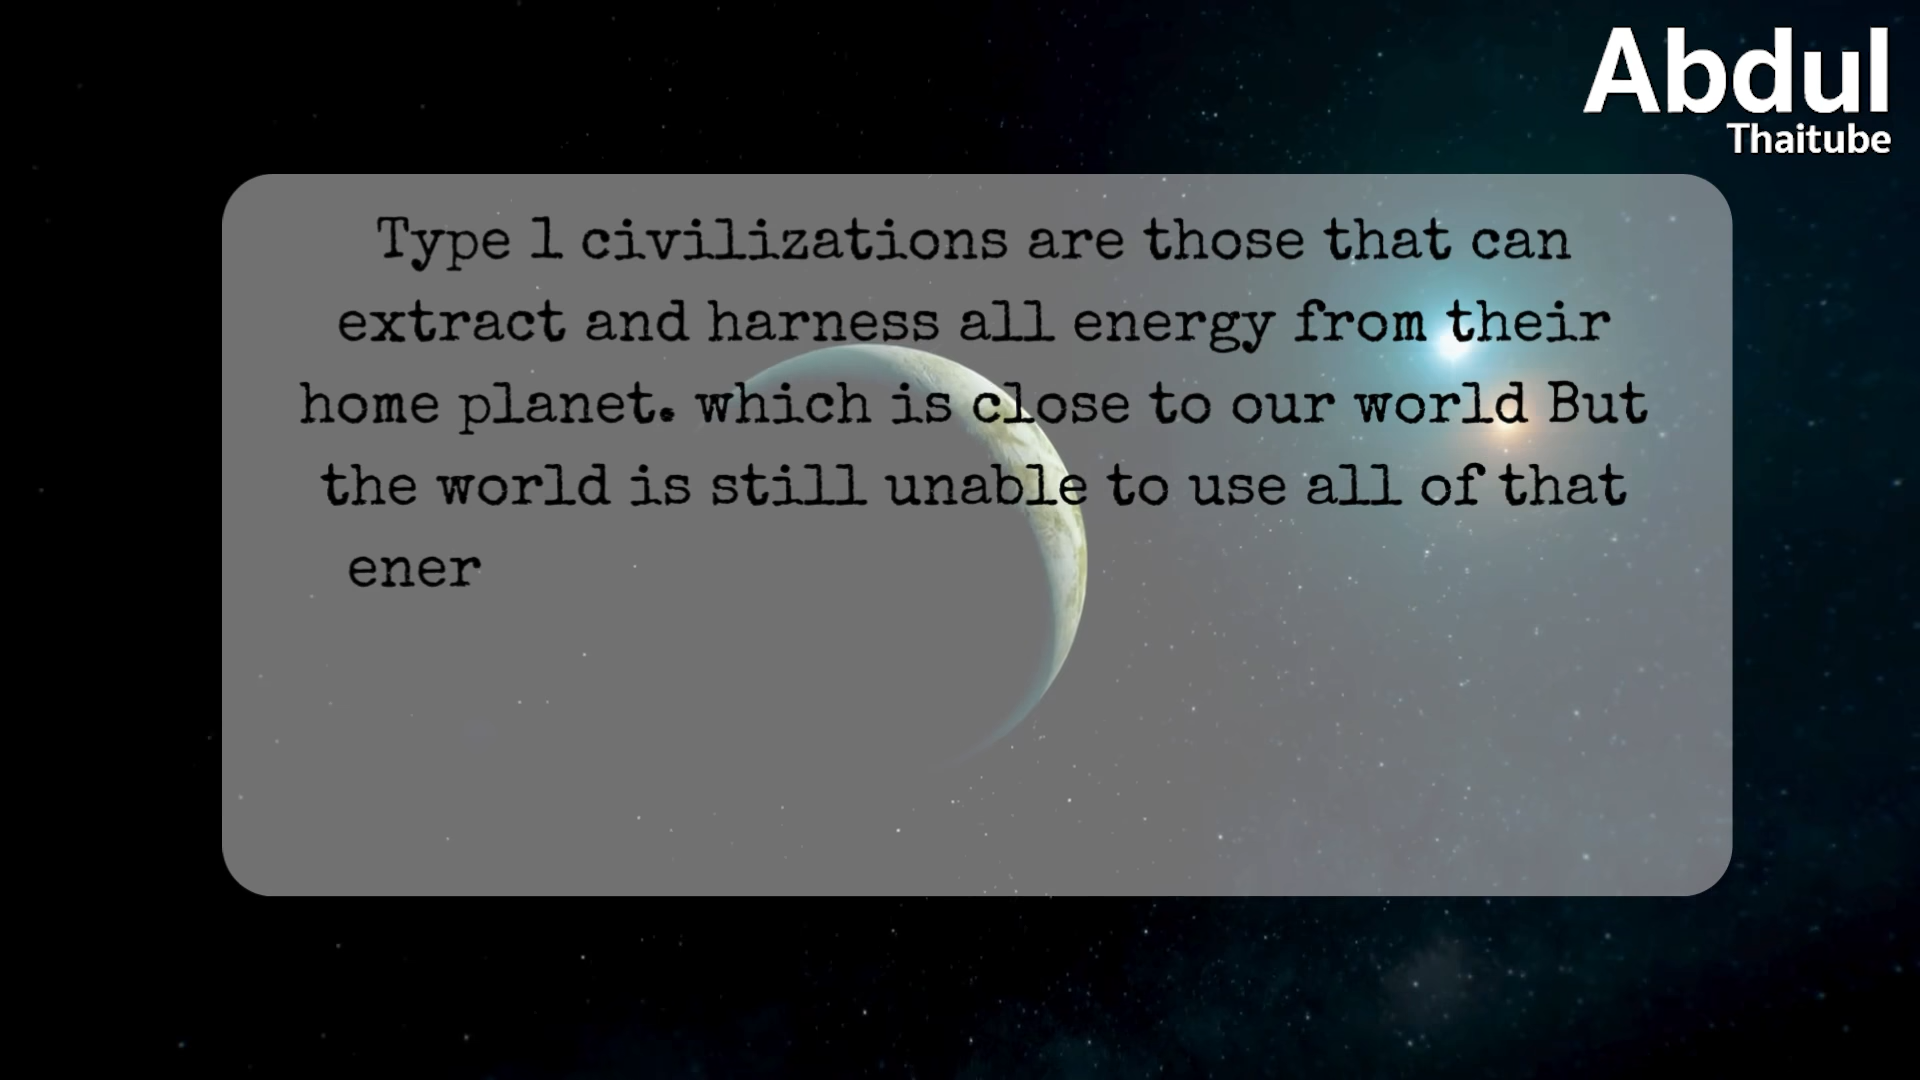 Abdul
Thaitube
Type 1 civilizations are those that can
extract and harness all energy from their
home planet. which is close to our world But
the world is still unable to use all of that
ener